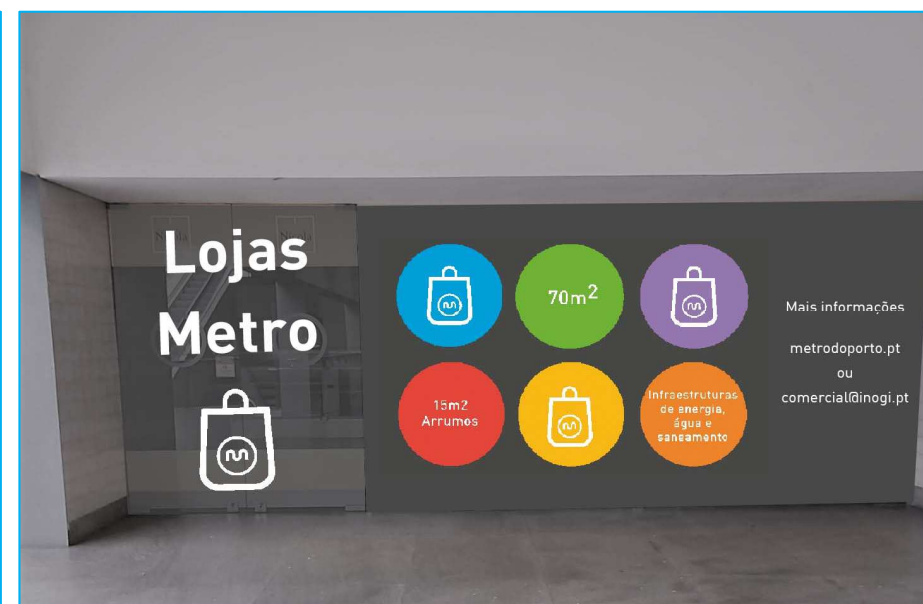 Lojas
Metro
70m²
15m2
Arrumos
Infraestruturas
de energia,
água e
saneamento
Mais informações
metrodoporto.pt
ou
comercial@inogi.pt